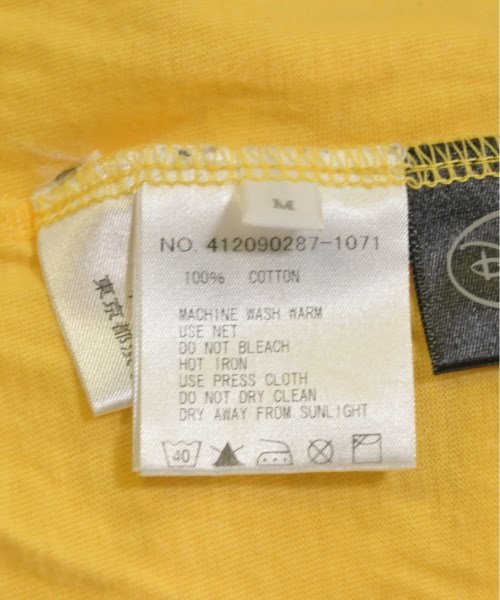 M
NO. 412090287-1071
100% COTTON
MACHINE WASH WARM
USE NET
DO NOT BLEACH
HOT IRON
USE PRESS CLOTH
DO NOT DRY CLEAN
DRY AWAY FROM SUNLIGHT
40
東京都